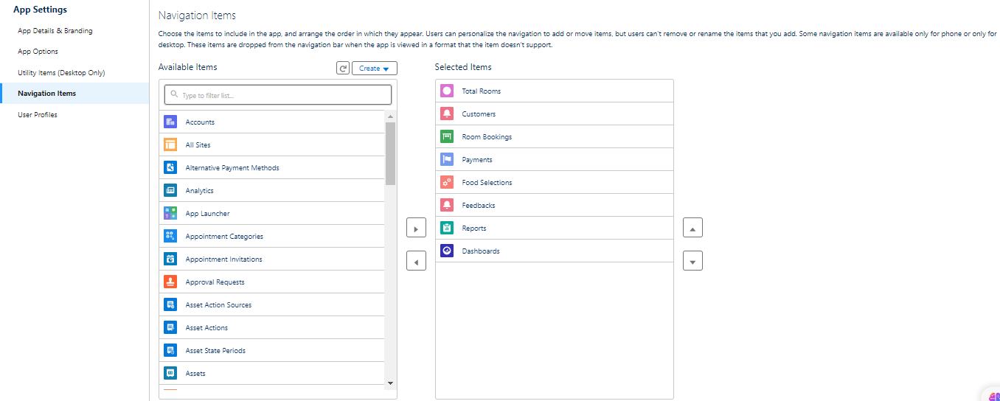 App Settings
App Details & Branding
App Options
Utility Items (Desktop Only)
Navigation Items
User Profiles
Navigation Items
Choose the items to include in the app, and arrange the order in which they appear. Users can personalize the navigation to add or move items, but users can't remove or rename the items that you add. Some navigation items are available only for phone or only for
desktop. These items are dropped from the navigation bar when the app is viewed in a format that the item doesn't support.
Available Items
Create
Type to filter list...
Accounts
All Sites
Alternative Payment Methods
Analytics
App Launcher
Appointment Categories
Appointment Invitations
Approval Requests
Asset Action Sources
Asset Actions
Asset State Periods
Assets
Selected Items
Total Rooms
Customers
Room Bookings
Payments
Food Selections
Feedbacks
Reports
Dashboards